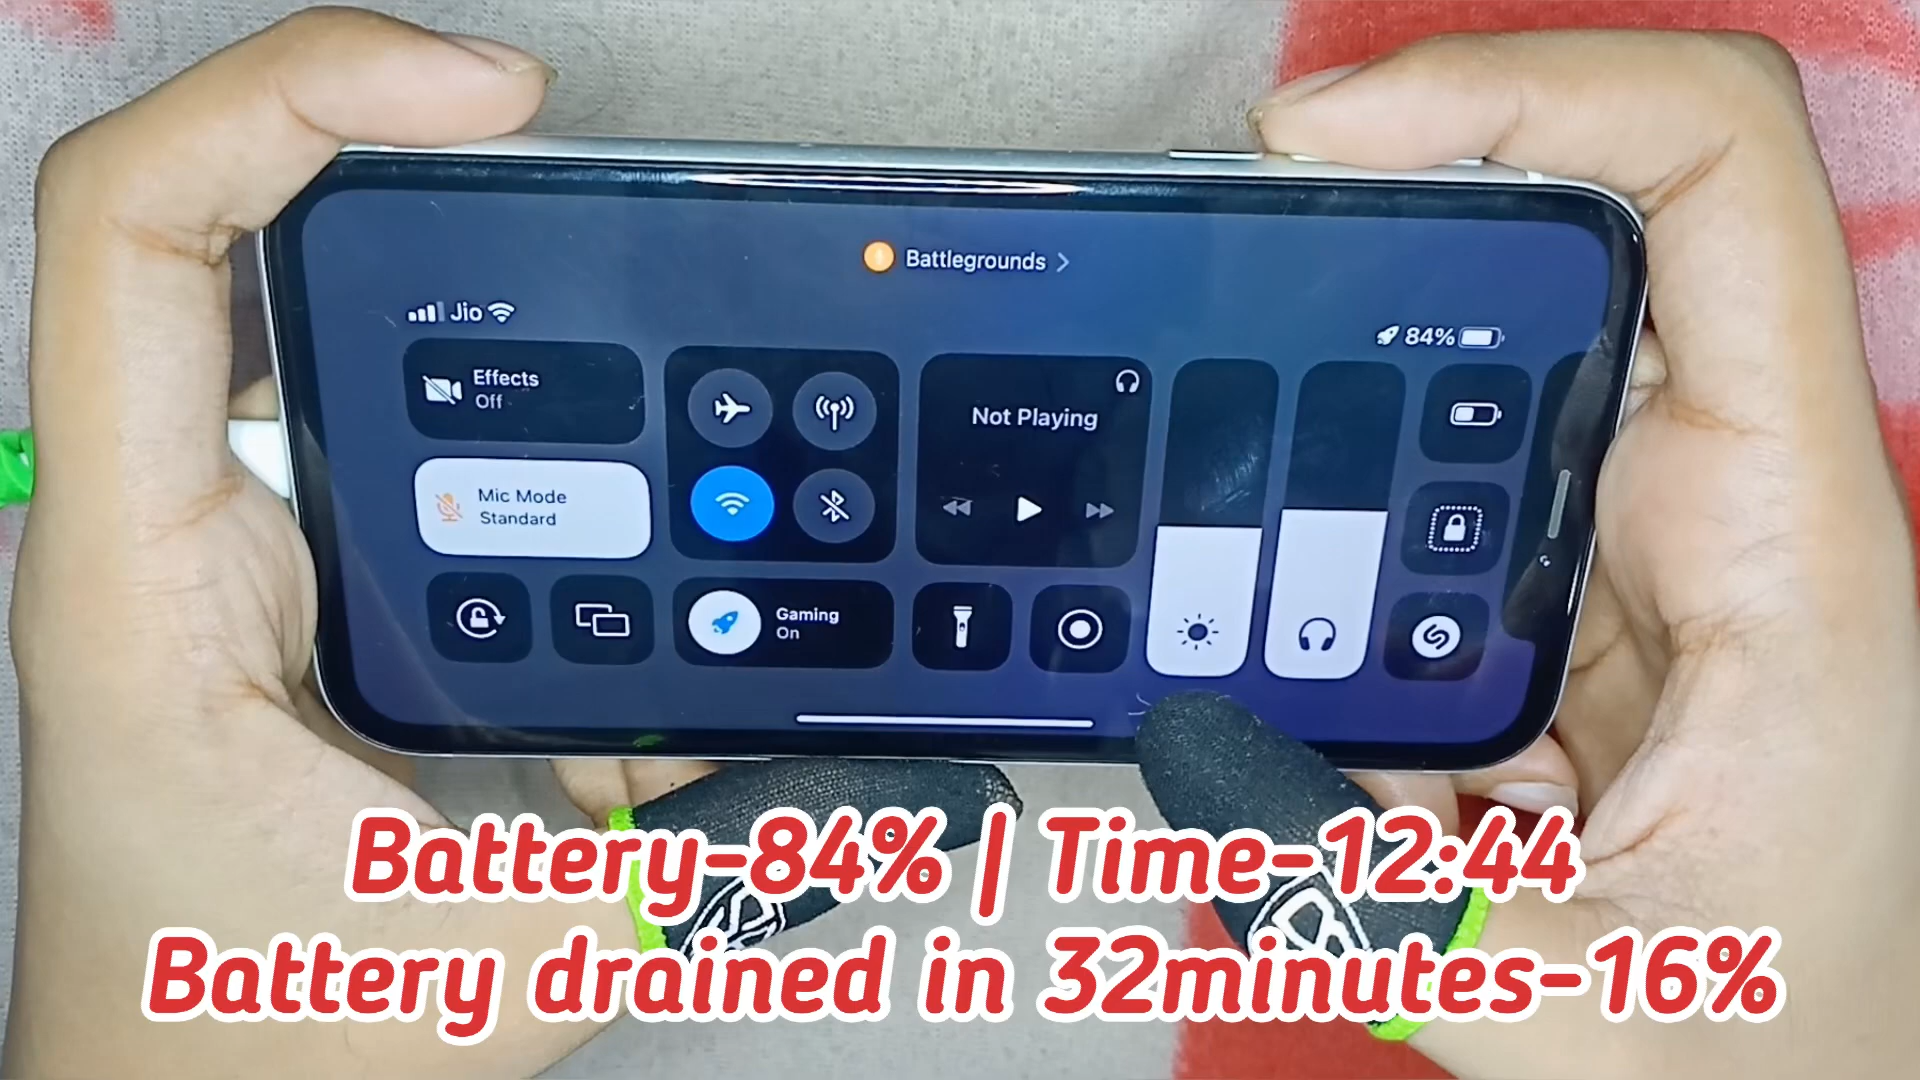 Battlegrounds
Jio
84%
Effects
Off
Not Playing
Mic Mode
Standard
Gaming
On
Battery-84% | Time-12:44
Battery drained in 32minutes-16%